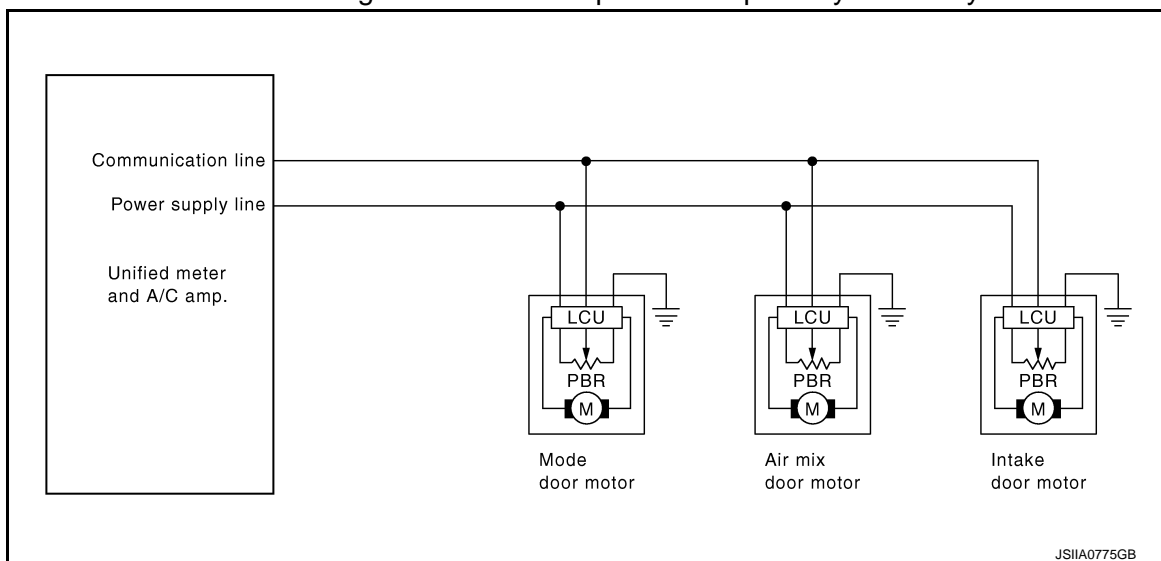 Communication line
Power supply line
Unified meter
and A/C amp.
LCU
LCU
LCU
PBR
PBR
PBR
M
M
M
Mode
door motor
Air mix
door motor
Intake
door motor
JSIIA0775GB